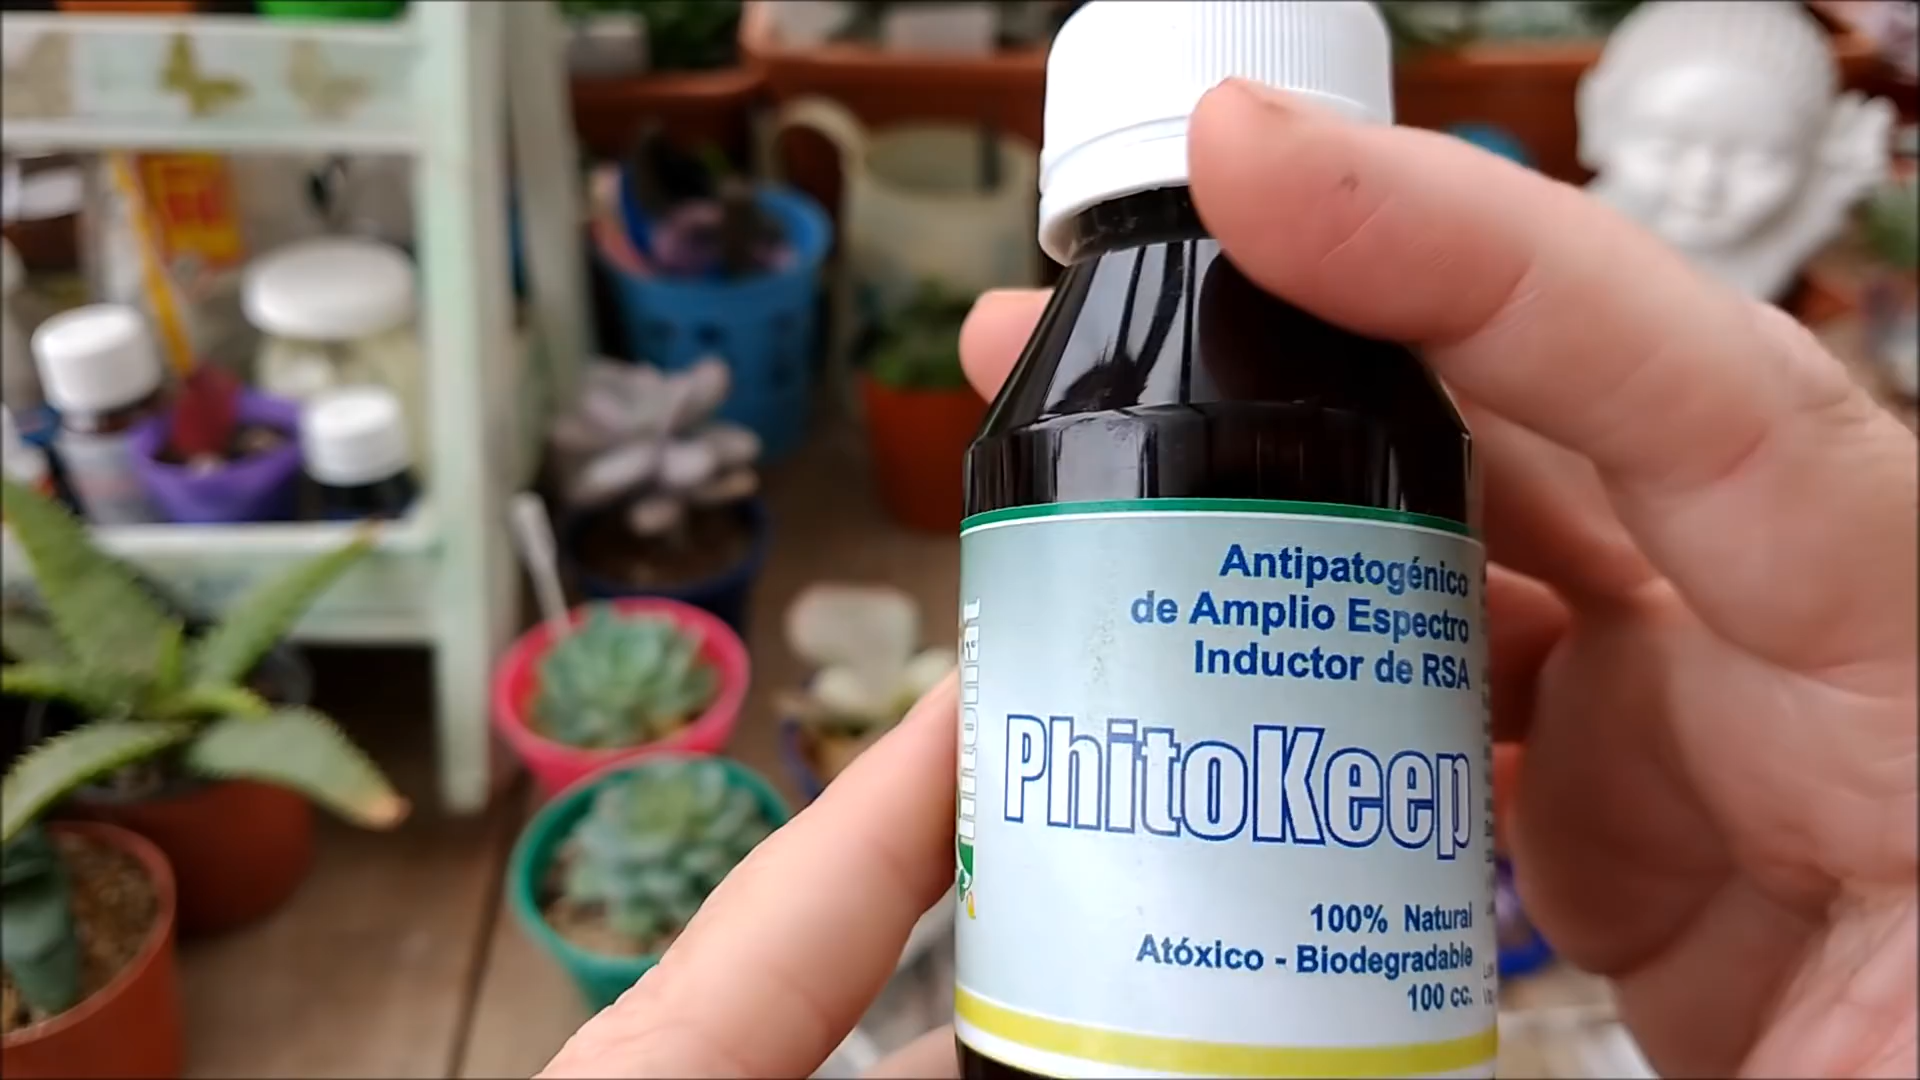 Antipatogénico
de Amplio Espectro
Inductor de RSA
PhitoKeep
100% Natural
Atóxico - Biodegradable
100 cc.